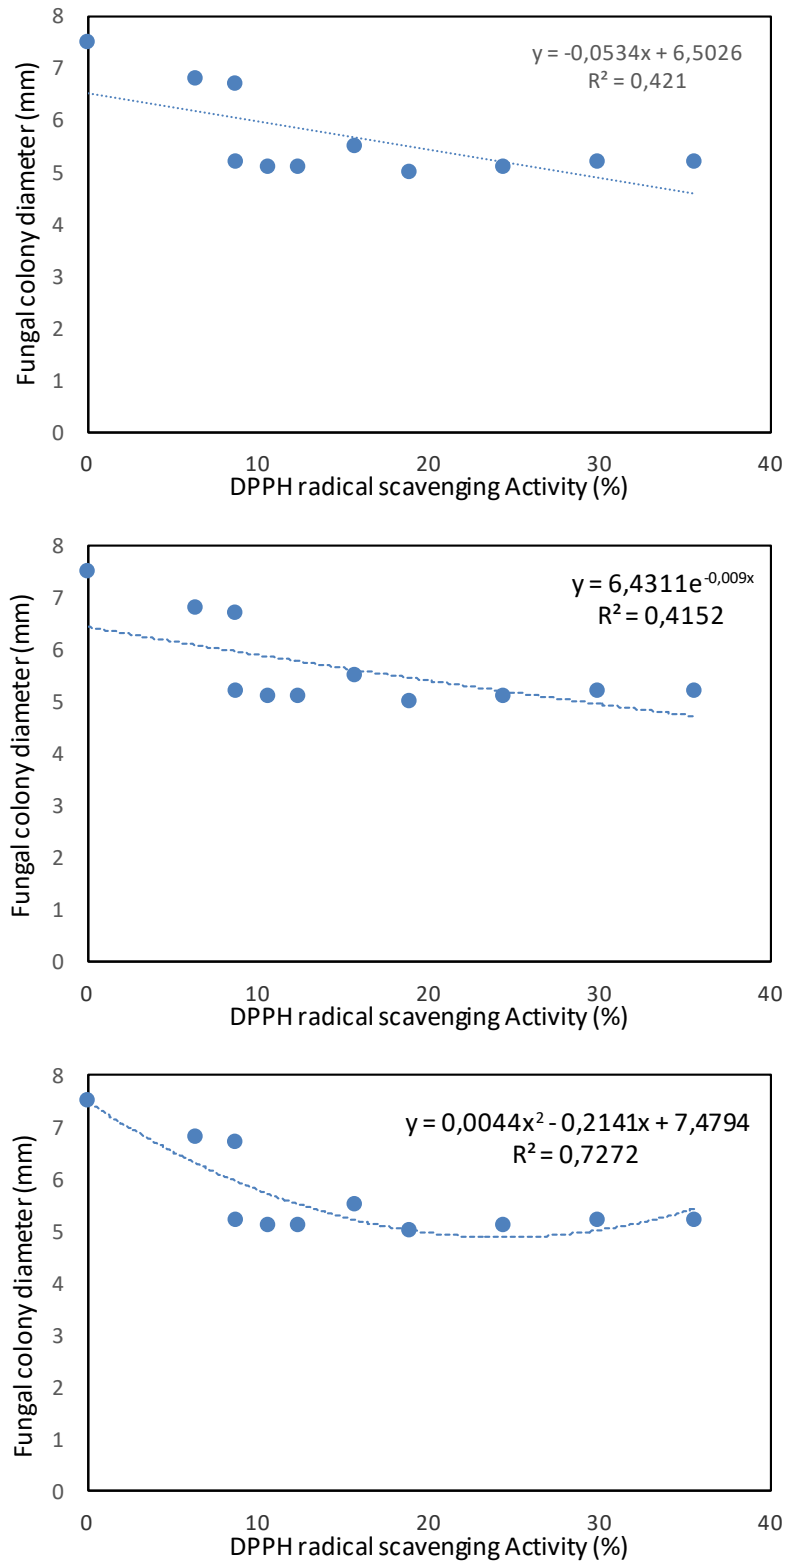 8
7
6
5
4
3
2
1
0
Fungal colony diameter (mm)
y = -0,0534x + 6,5026
R² = 0,421
0 10 20 30 40
DPPH radical scavenging Activity (%)
8
7
6
5
4
3
2
1
0
Fungal colony diameter (mm)
y = 6,4311e⁻⁰,⁰⁰⁹ˣ
R² = 0,4152
0 10 20 30 40
DPPH radical scavenging Activity (%)
8
7
6
5
4
3
2
1
0
Fungal colony diameter (mm)
y = 0,0044x² - 0,2141x + 7,4794
R² = 0,7272
0 10 20 30 40
DPPH radical scavenging Activity (%)